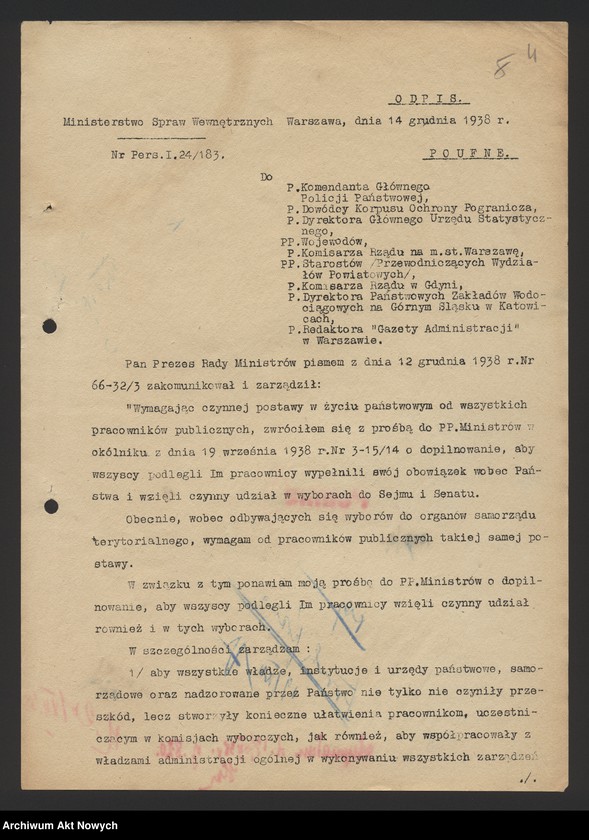 8 4
O D P I S.
Ministerstwo Spraw Wewnętrznych Warszawa, dnia 14 grudnia 1938 r.
Nr Pers.I.24/183.
P O U F N E.
Do
P.Komendanta Głównego
Policji Państwowej,
P.Dowódcy Korpusu Ochrony Pogranicza,
P.Dyrektora Głównego Urzędu Statystycz-
nego,
PP.Wojewodów,
P.Komisarza Rządu na m.st.Warszawę,
PP.Starostów /Przewodniczących Wydzia-
łów Powiatowych/,
P.Komisarza Rządu w Gdyni,
P.Dyrektora Państwowych Zakładów Wodo-
ciągowych na Górnym Śląsku w Katowi-
cach,
P.Redaktora "Gazety Administracji"
w Warszawie.
Pan Prezes Rady Ministrów pismem z dnia 12 grudnia 1938 r.Nr
66-32/3 zakomunikował i zarządził:
"Wymagając czynnej postawy w życiu państwowym od wszystkich
pracowników publicznych, zwróciłem się z prośbą do PP.Ministrów w
okólniku z dnia 19 września 1938 r.Nr 3-15/14 o dopilnowanie, aby
wszyscy podlegli Im pracownicy wypełnili swój obowiązek wobec Pań-
stwa i wzięli czynny udział w wyborach do Sejmu i Senatu.
Obecnie, wobec odbywających się wyborów do organów samorządu
terytorialnego, wymagam od pracowników publicznych takiej samej po-
stawy.
W związku z tym ponawiam moją prośbę do PP.Ministrów o dopil-
nowanie, aby wszyscy podlegli Im pracownicy wzięli czynny udział
rownież i w tych wyborach.
W szczególności zarządzam :
1/ aby wszystkie władze, instytucje i urzędy państwowe, samo-
rządowe oraz nadzorowane przez Państwo nie tylko nie czyniły prze-
szkód, lecz stworzyły konieczne ułatwienia pracownikom, uczestni-
czącym w komisjach wyborczych, jak również, aby współpracowały z
władzami administracji ogólnej w wykonywaniu wszystkich zarządzeń
./.
Archiwum Akt Nowych